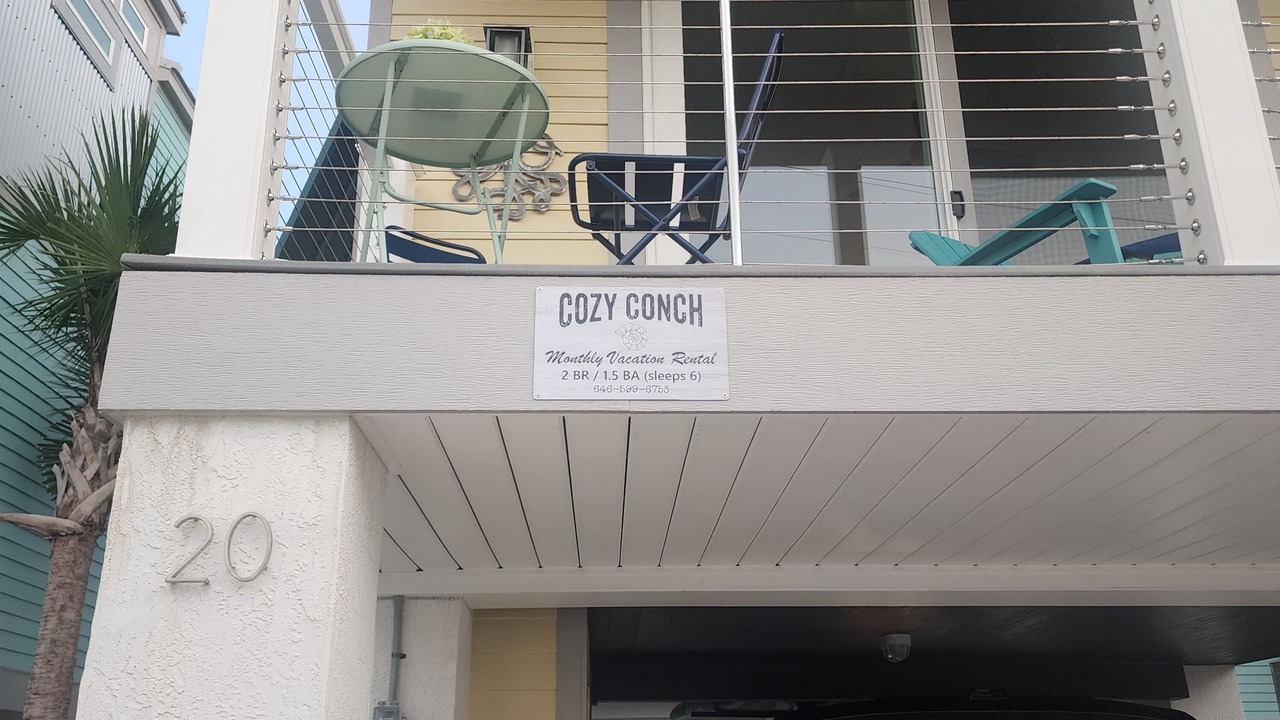 COZY CONCH
Monthly Vacation Rental
2 BR / 1.5 BA (sleeps 6)
646-599-6753
20